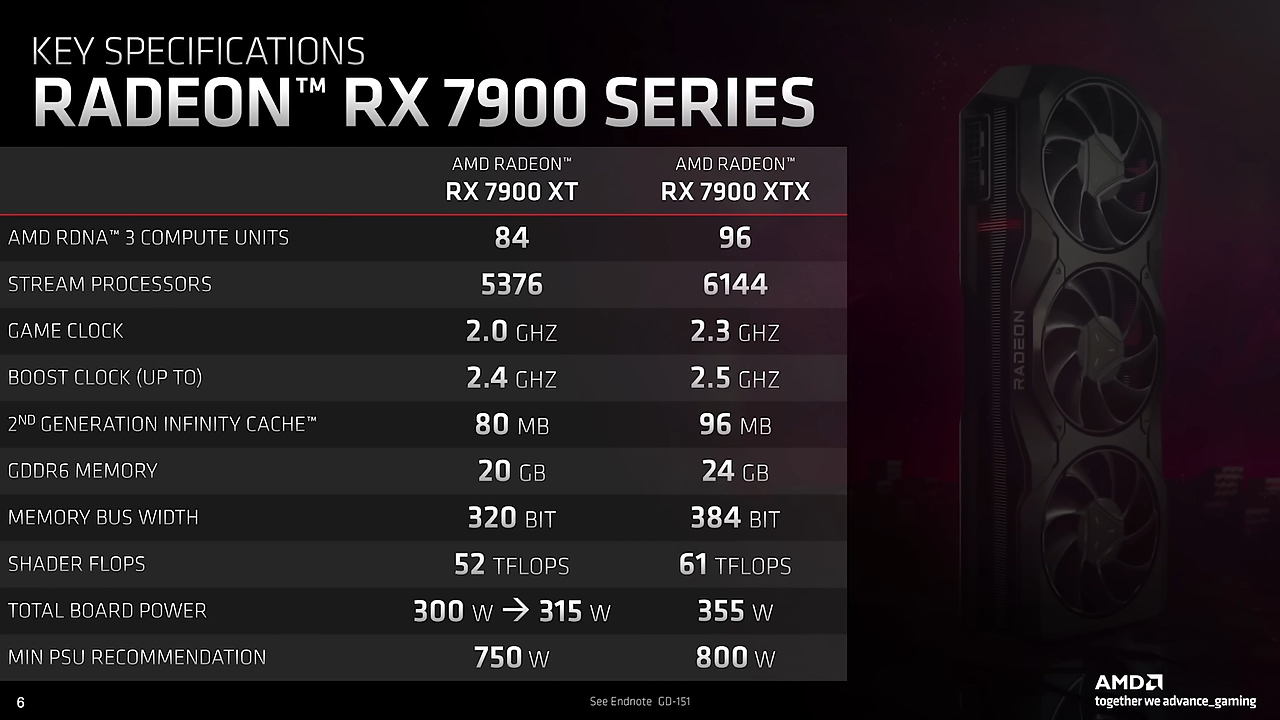 KEY SPECIFICATIONS
RADEON™ RX 7900 SERIES
AMD RADEON™ AMD RADEON™
RX 7900 XT RX 7900 XTX
AMD RDNA™ 3 COMPUTE UNITS 84 96
STREAM PROCESSORS 5376 6144
GAME CLOCK 2.0 GHZ 2.3 GHZ
BOOST CLOCK (UP TO) 2.4 GHZ 2.5 GHZ
2ND GENERATION INFINITY CACHE™ 80 MB 96 MB
GDDR6 MEMORY 20 GB 24 GB
MEMORY BUS WIDTH 320 BIT 384 BIT
SHADER FLOPS 52 TFLOPS 61 TFLOPS
TOTAL BOARD POWER 300 W → 315 W 355 W
MIN PSU RECOMMENDATION 750 W 800 W
RADEON
AMD
together we advance_gaming
6 See Endnote GD-151